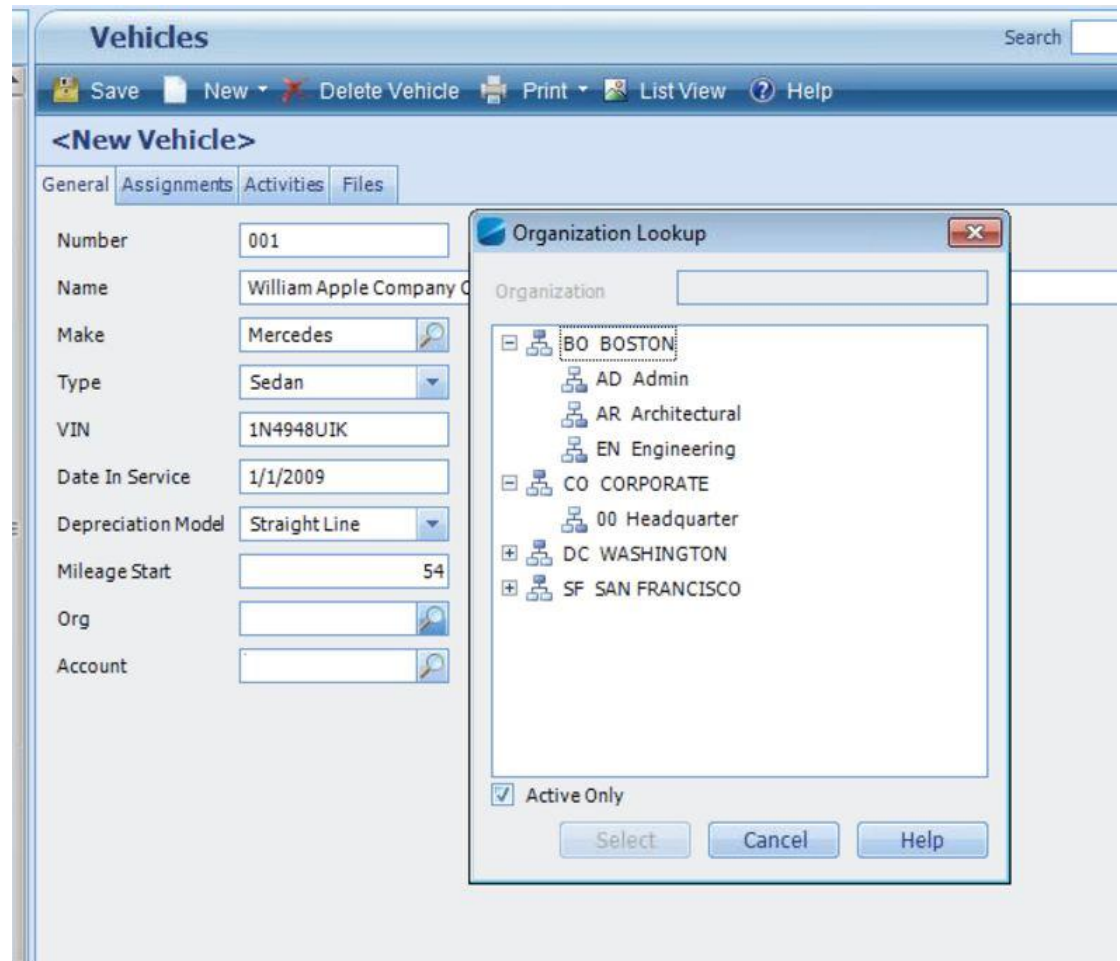 Vehicles
Search
Save New Delete Vehicle Print List View Help
<New Vehicle>
General Assignments Activities Files
Number 001
Name William Apple Company
Make Mercedes
Type Sedan
VIN 1N4948UIK
Date In Service 1/1/2009
Depreciation Model Straight Line
Mileage Start 54
Org
Account
Organization Lookup
Organization
BO BOSTON
AD Admin
AR Architectural
EN Engineering
CO CORPORATE
00 Headquarter
DC WASHINGTON
SF SAN FRANCISCO
Active Only
Select Cancel Help